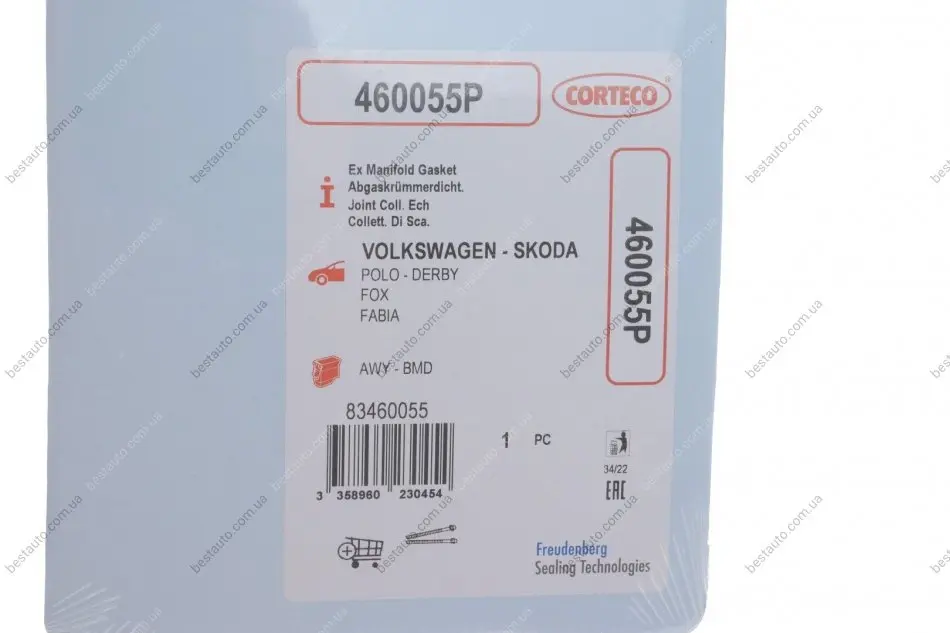 460055P
CORTECO®
Ex Manifold Gasket
Abgaskrümmerdicht.
Joint Coll. Ech
Collett. Di Sca.
VOLKSWAGEN - SKODA
POLO - DERBY
FOX
FABIA
460055P
AWY - BMD
83460055
1 PC
3 358960 230454
34/22
EAC
Freudenberg
Sealing Technologies
bestauto.com.ua